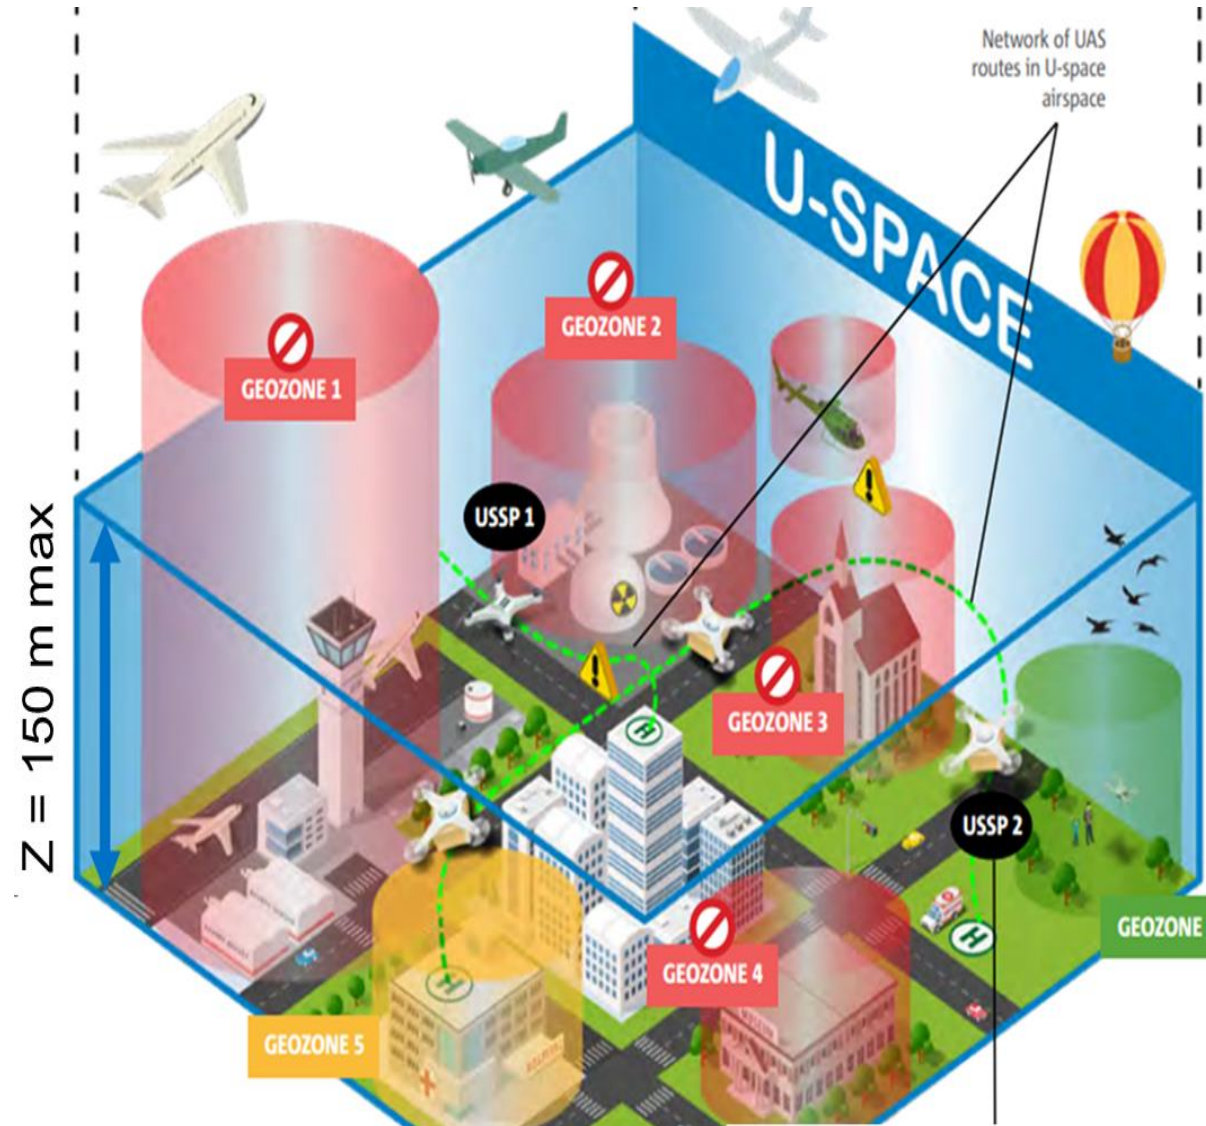 Network of UAS
routes in U-space
airspace
U-SPACE
GEOZONE 1
GEOZONE 2
USSP 1
Z = 150 m max
GEOZONE 3
USSP 2
GEOZONE
GEOZONE 4
GEOZONE 5
H
H
H
MUSEUM